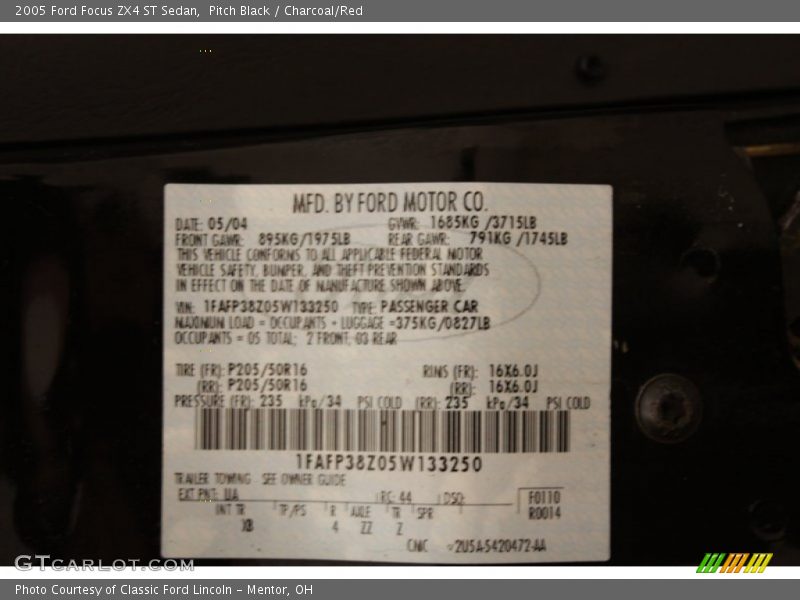 2005 Ford Focus ZX4 ST Sedan,  Pitch Black / Charcoal/Red
MFD. BY FORD MOTOR CO.
DATE: 05/04 GVWR: 1685KG /3715LB
FRONT GAWR: 895KG/1975LB REAR GAWR: 791KG /1745LB
THIS VEHICLE CONFORMS TO ALL APPLICABLE FEDERAL MOTOR
VEHICLE SAFETY, BUMPER, AND THEFT PREVENTION STANDARDS
IN EFFECT ON THE DATE OF MANUFACTURE SHOWN ABOVE.
VIN: 1FAFP38Z05W133250 TYPE: PASSENGER CAR
MAXIMUM LOAD = OCCUPANTS + LUGGAGE =375KG/0827LB
OCCUPANTS = 05 TOTAL; 2 FRONT, 03 REAR
TIRE (FR): P205/50R16 RIMS (FR): 16X6.0J
(RR): P205/50R16 (RR): 16X6.0J
PRESSURE (FR): 235 kPa/34 PSI COLD (RR): 235 kPa/34 PSI COLD
1FAFP38Z05W133250
TRAILER TOWING SEE OWNER GUIDE
EXT PNT: UA RC: 44 DSO: F0110
INT TR TP/PS R AXLE TR SPR R0014
XB 4 ZZ Z
2U5A-5420472-AA
GTCarLot.com
Photo Courtesy of Classic Ford Lincoln - Mentor, OH